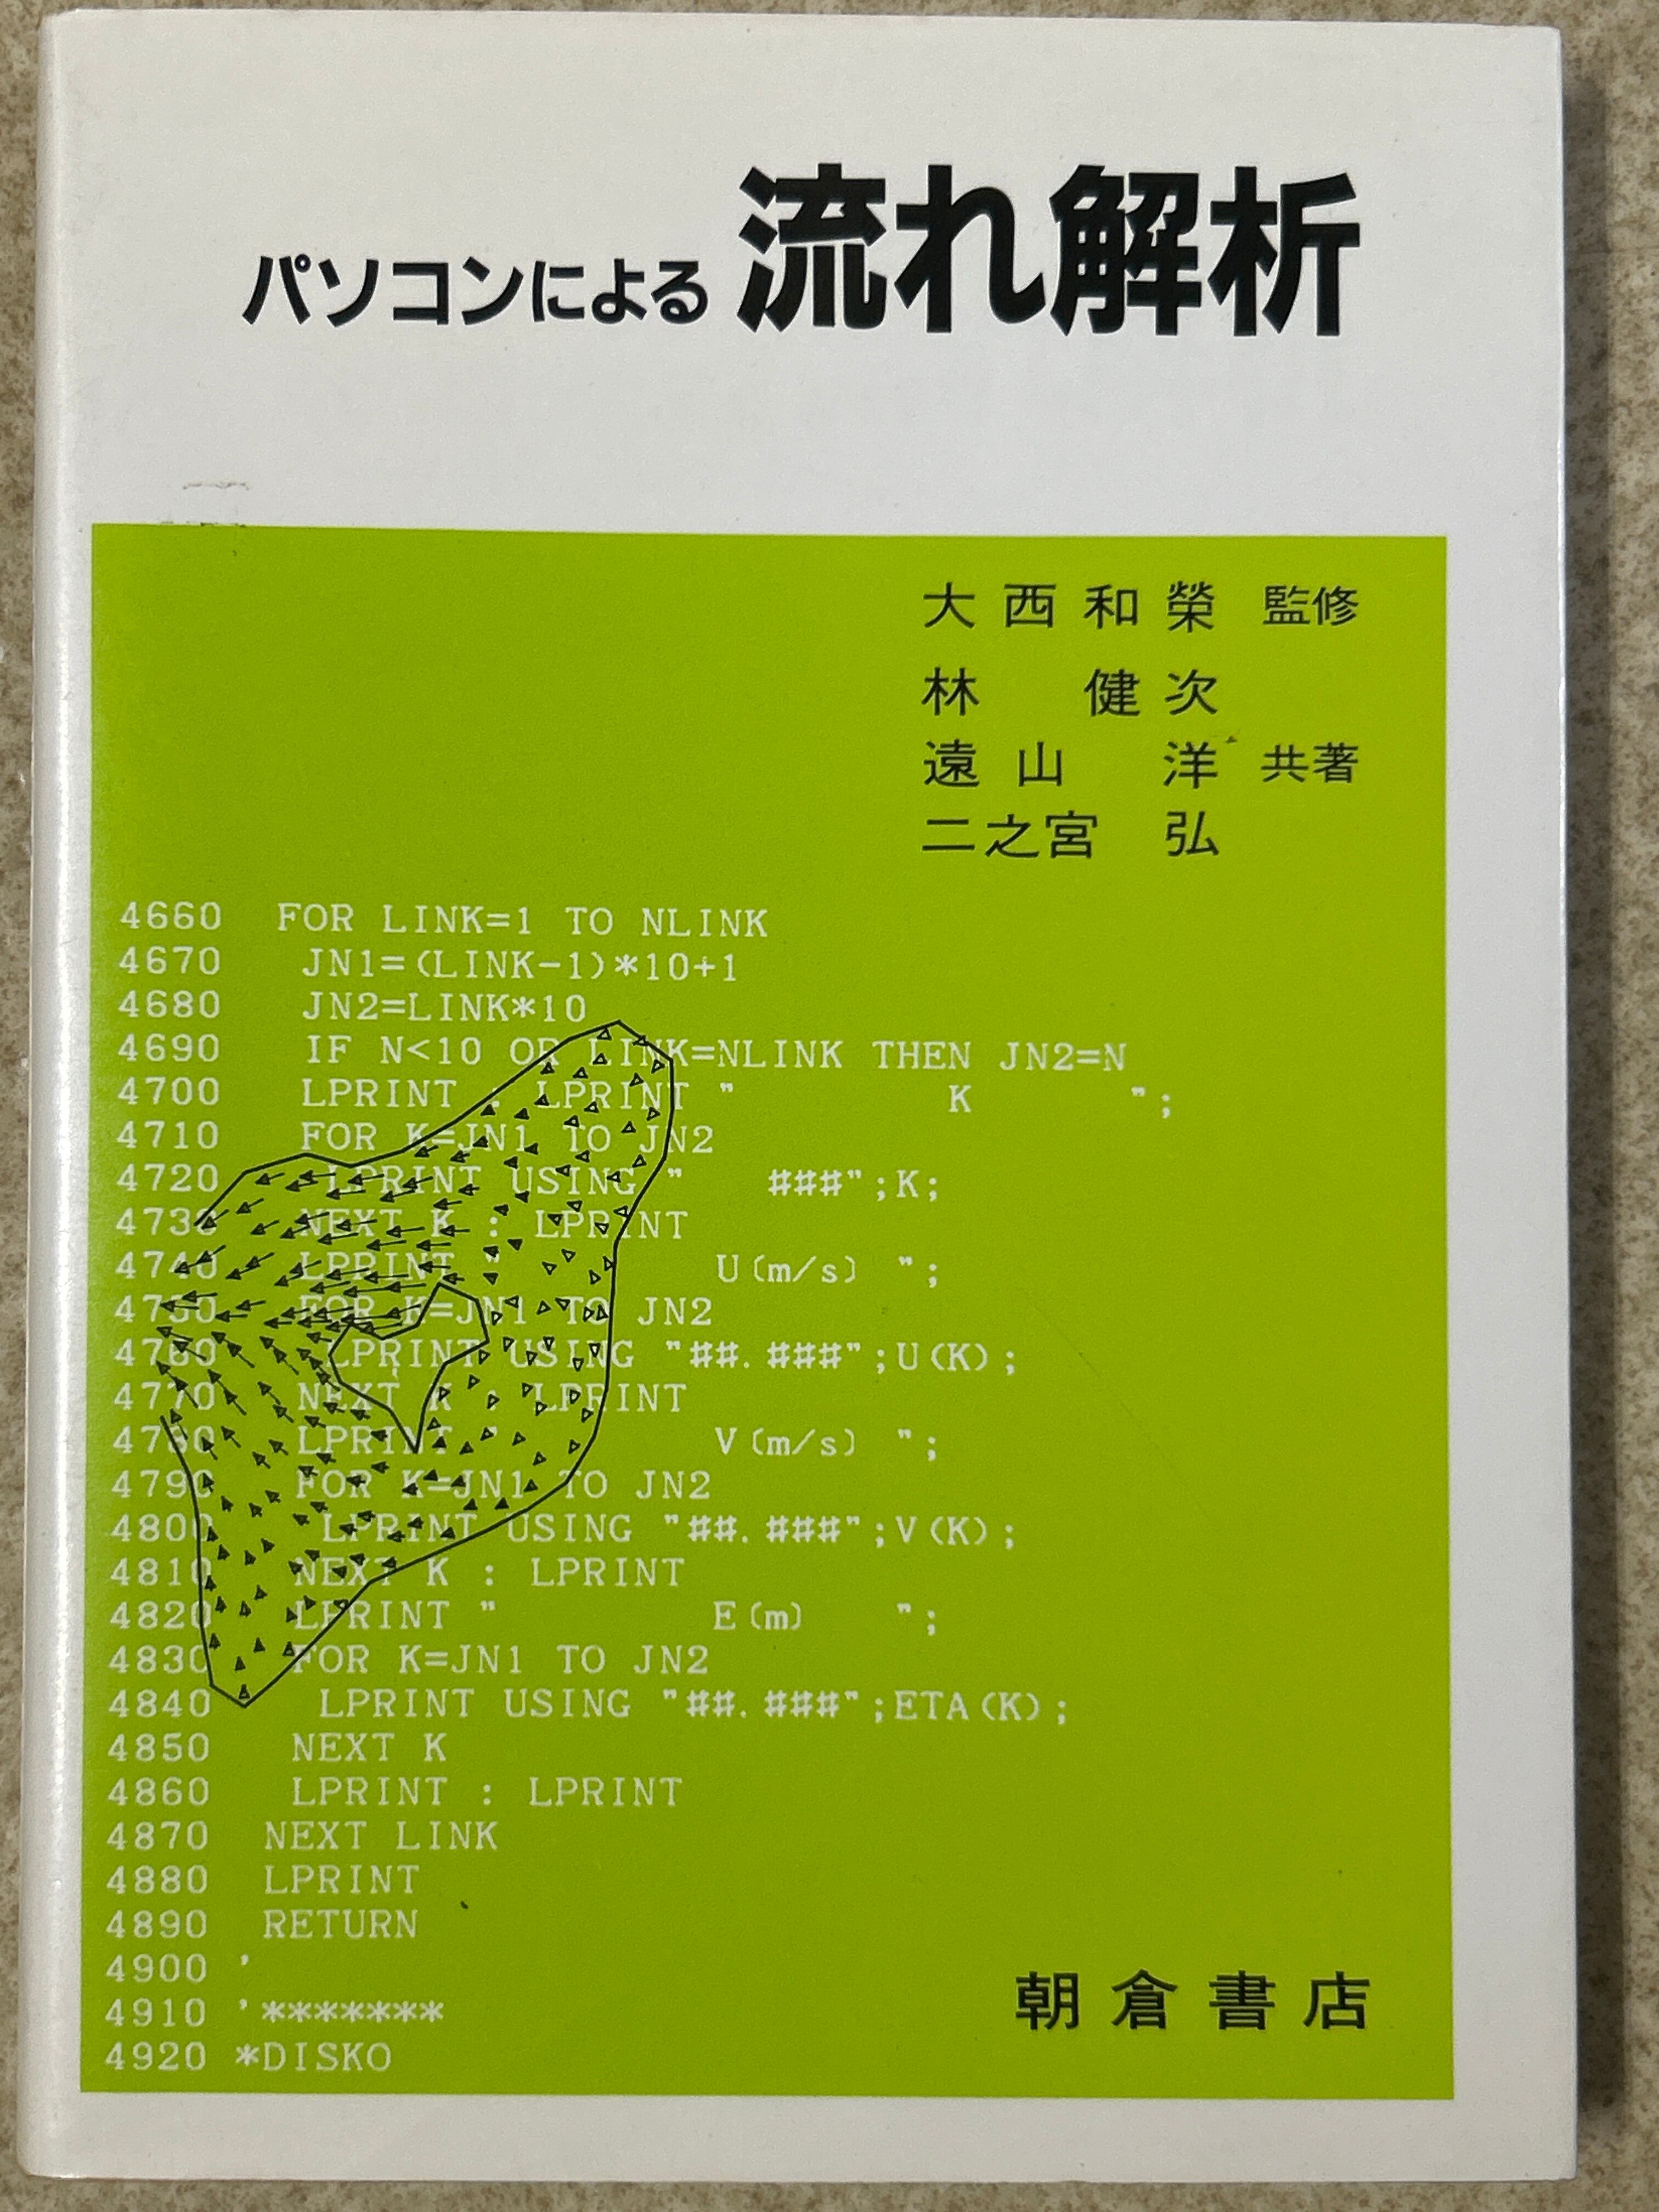 パソコンによる 流れ解析
大西和榮 監修
林 健次
遠山 洋 共著
二之宮 弘
4660 FOR LINK=1 TO NLINK
4670 JN1=(LINK-1)*10+1
4680 JN2=LINK*10
4690 IF N<10 OR LINK=NLINK THEN JN2=N
4700 LPRINT : LPRINT " K ";
4710 FOR K=JN1 TO JN2
4720 LPRINT USING " ###";K;
4730 NEXT K : LPRINT
4740 LPRINT " U(m/s) ";
4750 FOR K=JN1 TO JN2
4760 LPRINT USING "##.###";U(K);
4770 NEXT K : LPRINT
4780 LPRINT " V(m/s) ";
4790 FOR K=JN1 TO JN2
4800 LPRINT USING "##.###";V(K);
4810 NEXT K : LPRINT
4820 LPRINT " E(m) ";
4830 FOR K=JN1 TO JN2
4840 LPRINT USING "##.###";ETA(K);
4850 NEXT K
4860 LPRINT : LPRINT
4870 NEXT LINK
4880 LPRINT
4890 RETURN
4900 '
4910 '*******
4920 *DISKO
朝倉書店